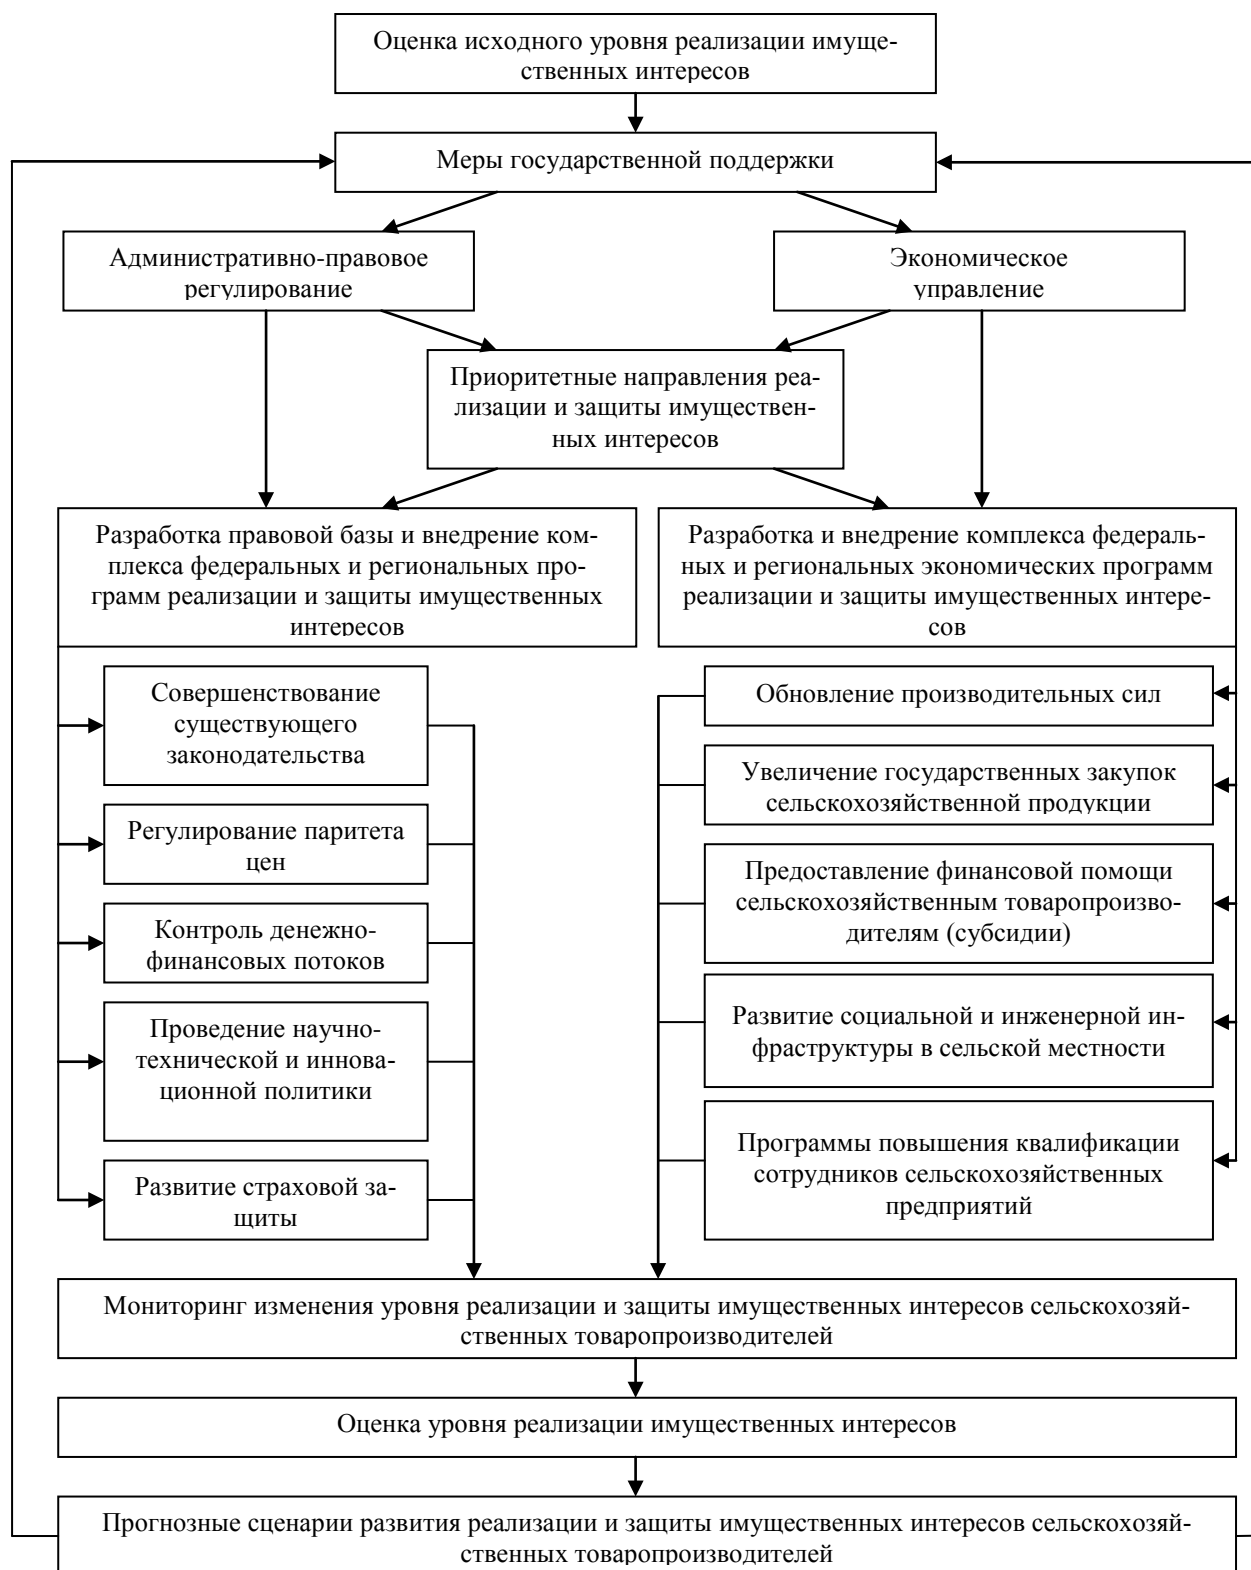 Оценка исходного уровня реализации имуще-
ственных интересов
Меры государственной поддержки
Административно-правовое
регулирование
Экономическое
управление
Приоритетные направления реа-
лизации и защиты имуществен-
ных интересов
Разработка правовой базы и внедрение ком-
плекса федеральных и региональных про-
грамм реализации и защиты имущественных
интересов
Разработка и внедрение комплекса федераль-
ных и региональных экономических программ
реализации и защиты имущественных интере-
сов
Совершенствование
существующего
законодательства
Регулирование паритета
цен
Контроль денежно-
финансовых потоков
Проведение научно-
технической и иннова-
ционной политики
Развитие страховой за-
щиты
Обновление производительных сил
Увеличение государственных закупок
сельскохозяйственной продукции
Предоставление финансовой помощи
сельскохозяйственным товаропроизво-
дителям (субсидии)
Развитие социальной и инженерной ин-
фраструктуры в сельской местности
Программы повышения квалификации
сотрудников сельскохозяйственных
предприятий
Мониторинг изменения уровня реализации и защиты имущественных интересов сельскохозяй-
ственных товаропроизводителей
Оценка уровня реализации имущественных интересов
Прогнозные сценарии развития реализации и защиты имущественных интересов сельскохозяй-
ственных товаропроизводителей